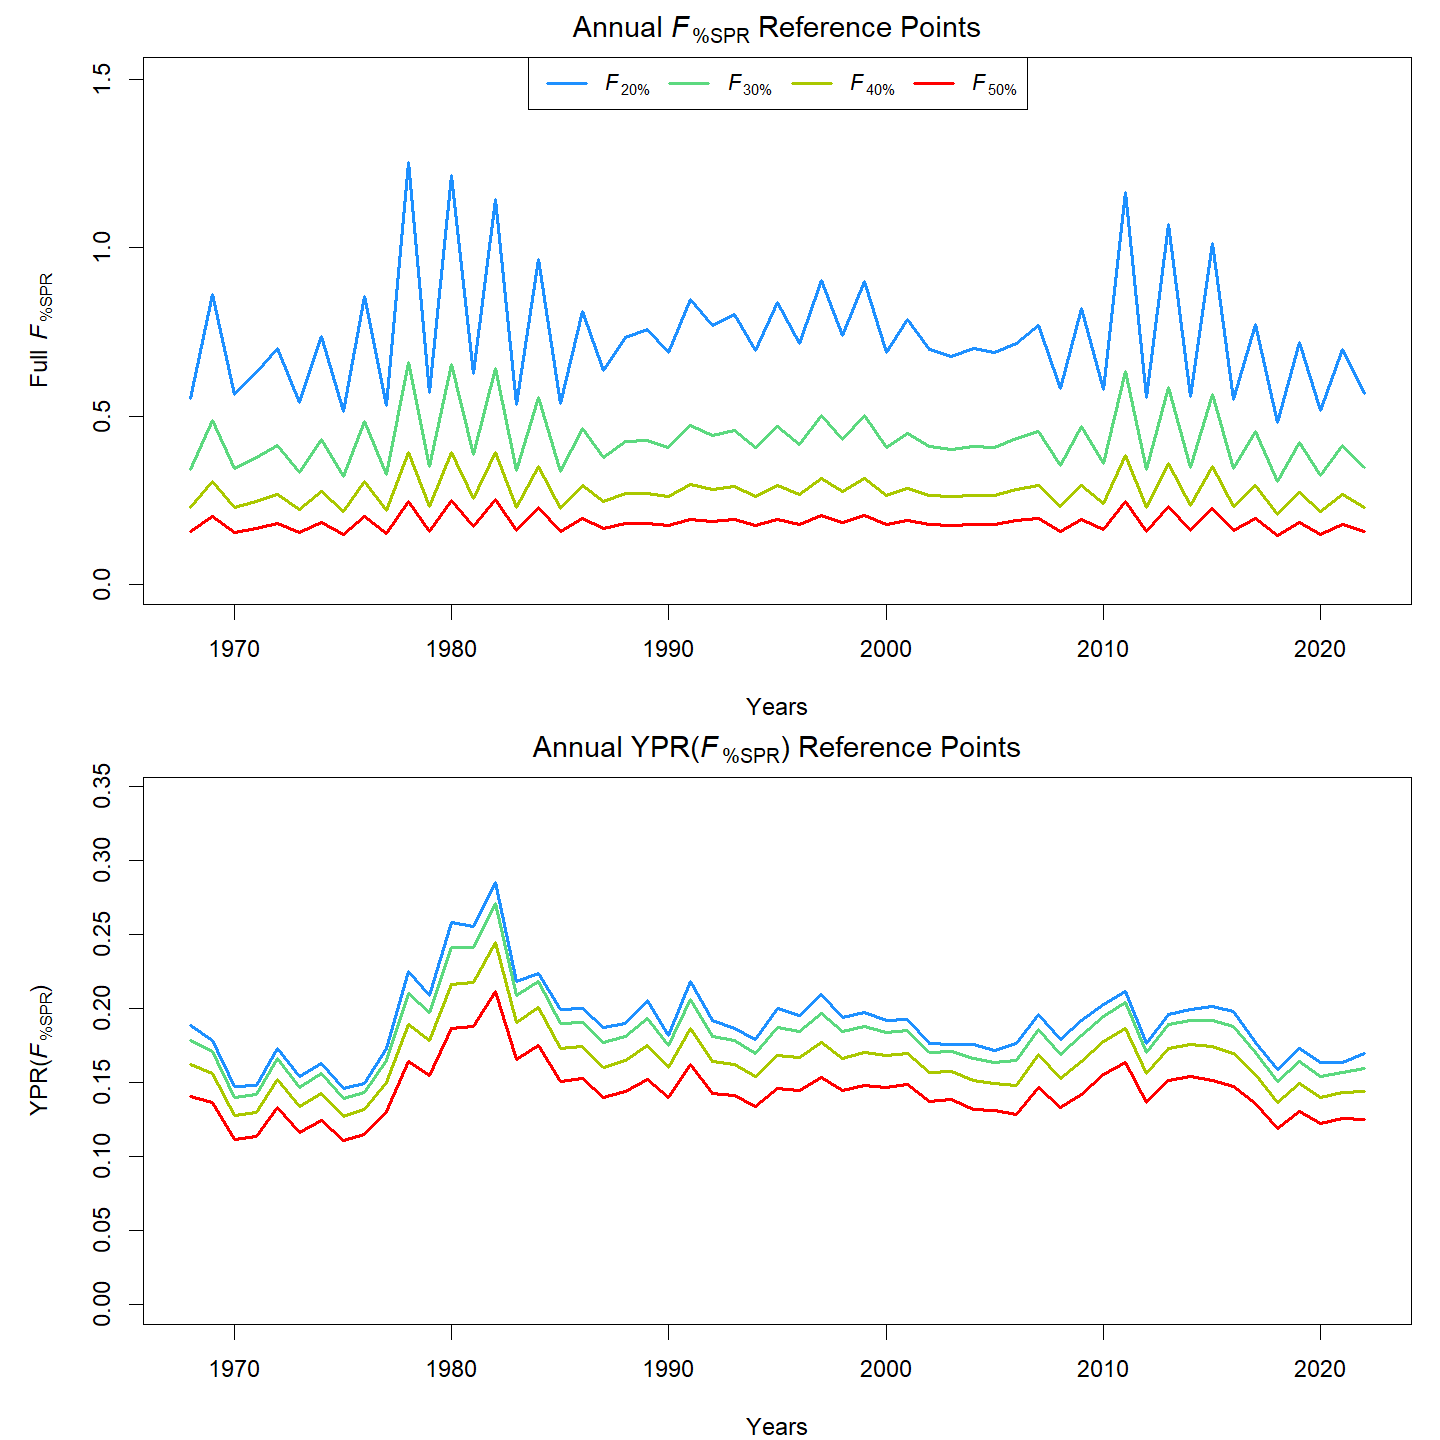 Annual F%SPR Reference Points
F20% F30% F40% F50%
Full F%SPR
1.5
1.0
0.5
0.0
1970 1980 1990 2000 2010 2020
Years
Annual YPR(F%SPR) Reference Points
YPR(F%SPR)
0.35
0.30
0.25
0.20
0.15
0.10
0.05
0.00
1970 1980 1990 2000 2010 2020
Years